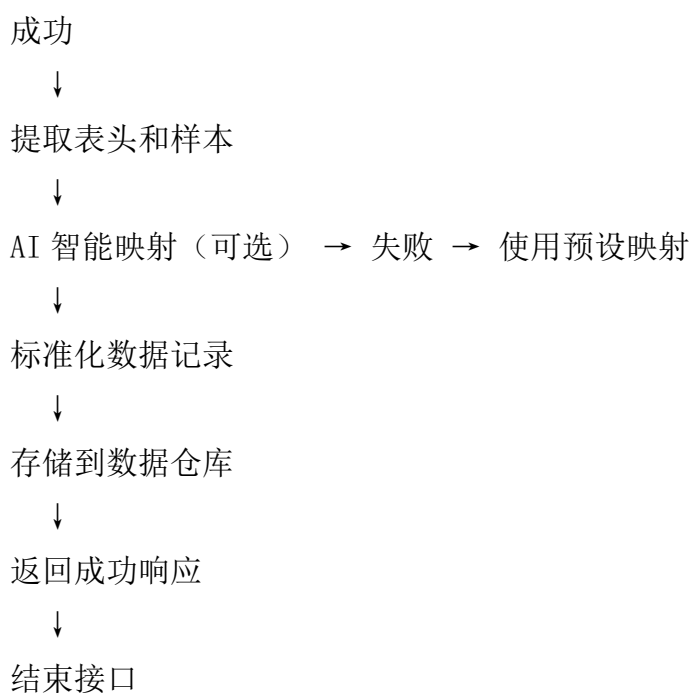 成功
↓
提取表头和样本
↓
AI 智能映射（可选） → 失败 → 使用预设映射
↓
标准化数据记录
↓
存储到数据仓库
↓
返回成功响应
↓
结束接口